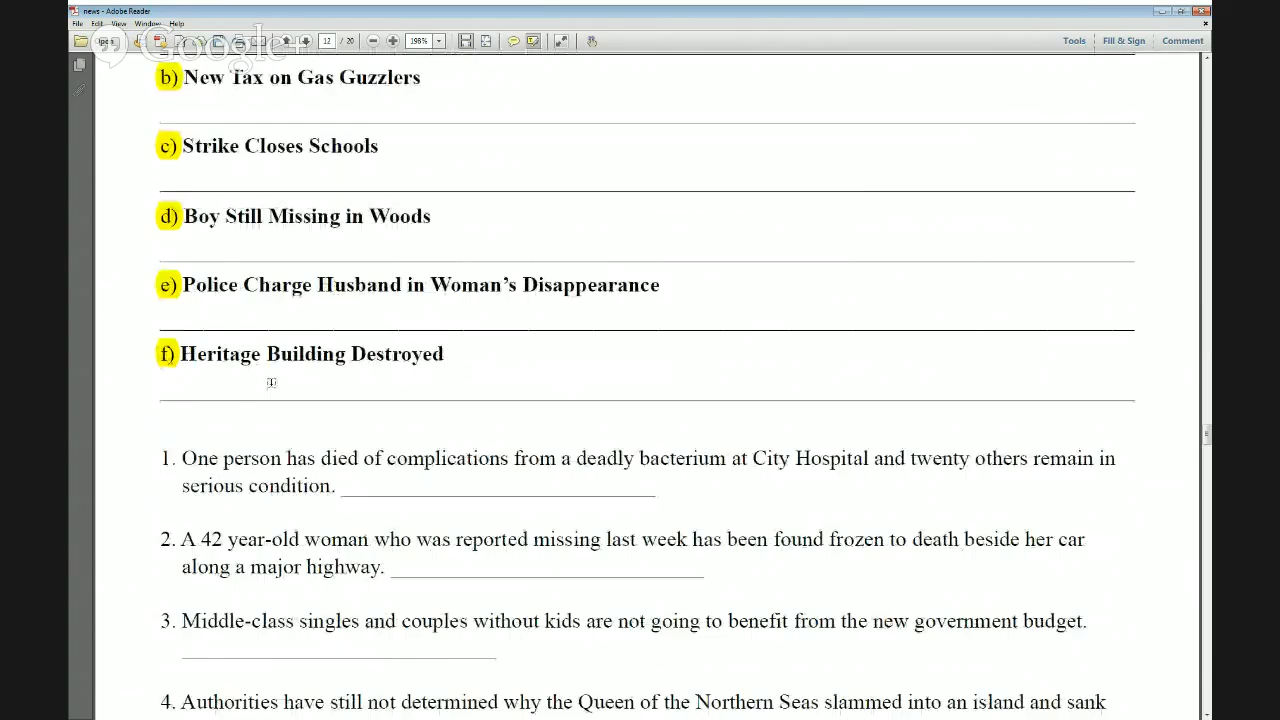 news - Adobe Reader
File Edit View Window Help
Open 12 / 20 198% Tools Fill & Sign Comment
Google+
b) New Tax on Gas Guzzlers
c) Strike Closes Schools
d) Boy Still Missing in Woods
e) Police Charge Husband in Woman's Disappearance
f) Heritage Building Destroyed
1. One person has died of complications from a deadly bacterium at City Hospital and twenty others remain in
serious condition.
2. A 42 year-old woman who was reported missing last week has been found frozen to death beside her car
along a major highway.
3. Middle-class singles and couples without kids are not going to benefit from the new government budget.
4. Authorities have still not determined why the Queen of the Northern Seas slammed into an island and sank